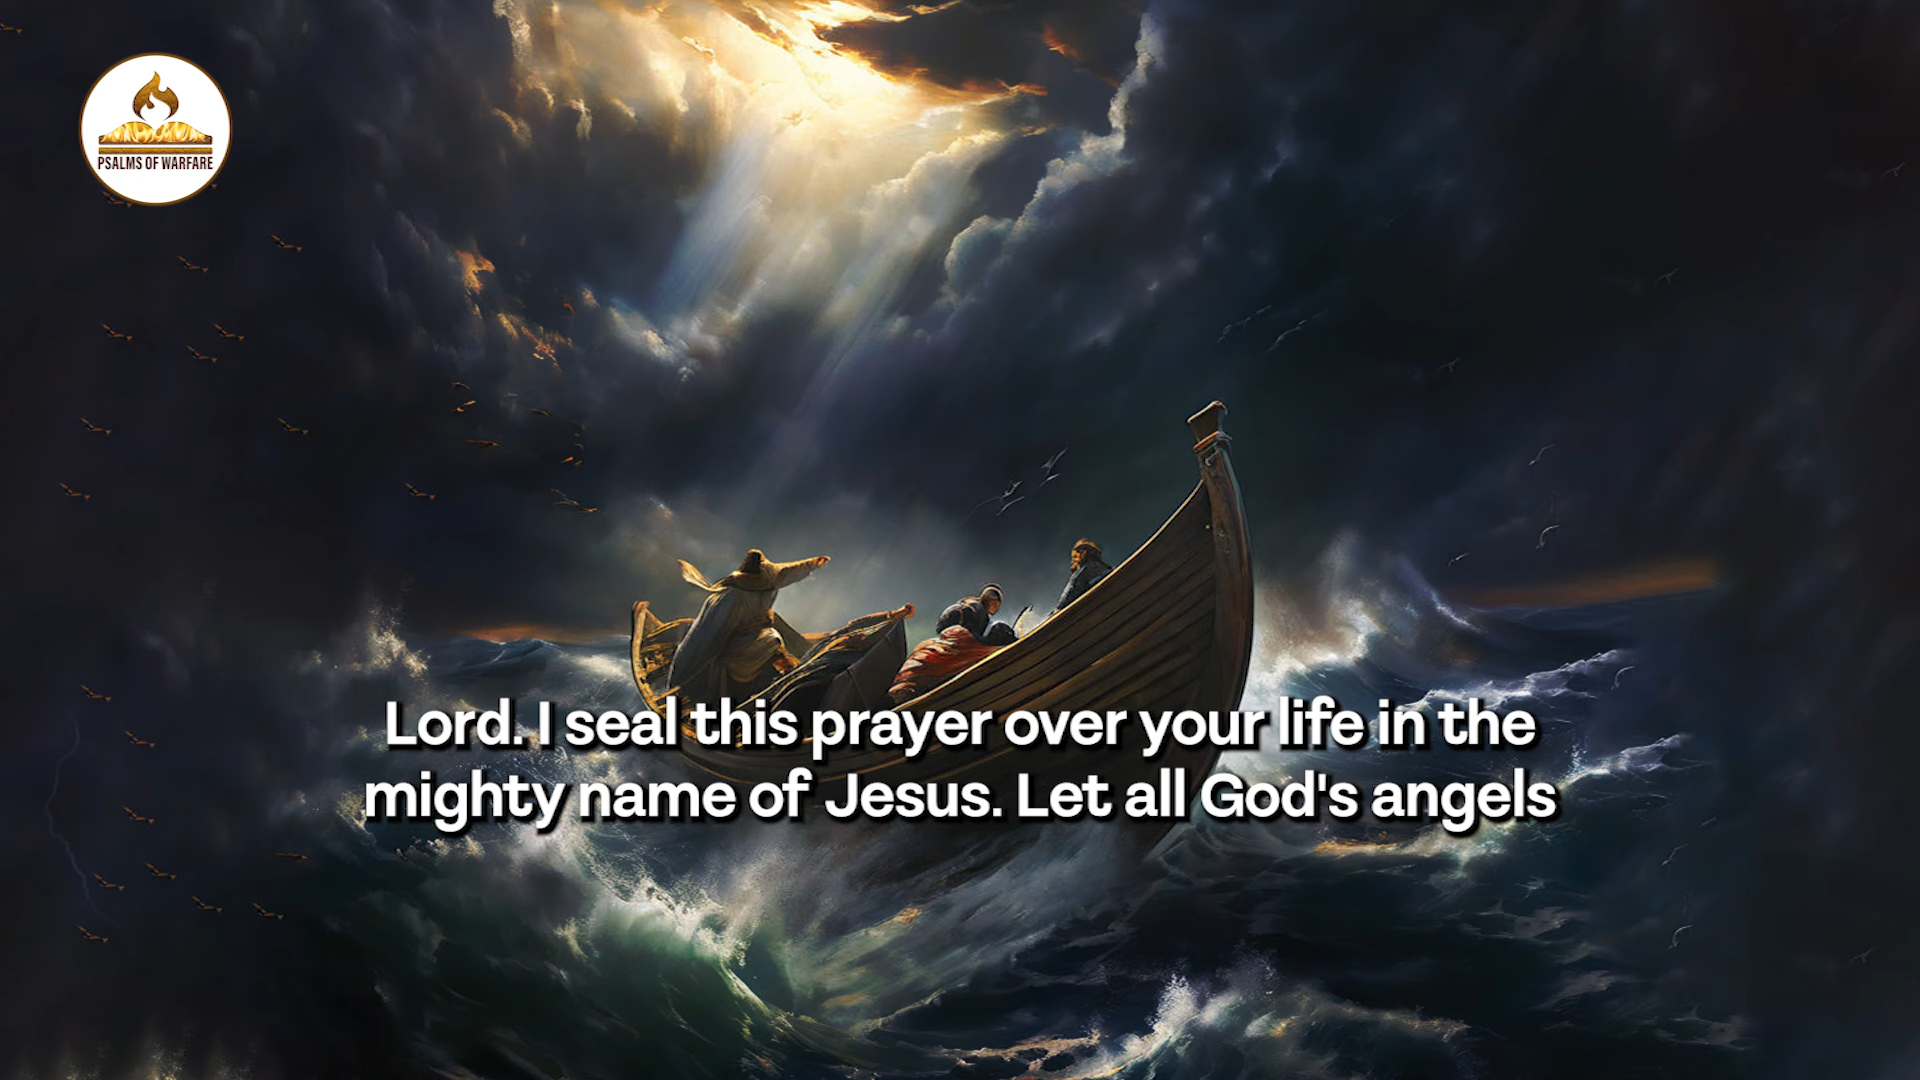 PSALMS OF WARFARE
Lord. I seal this prayer over your life in the
mighty name of Jesus. Let all God's angels